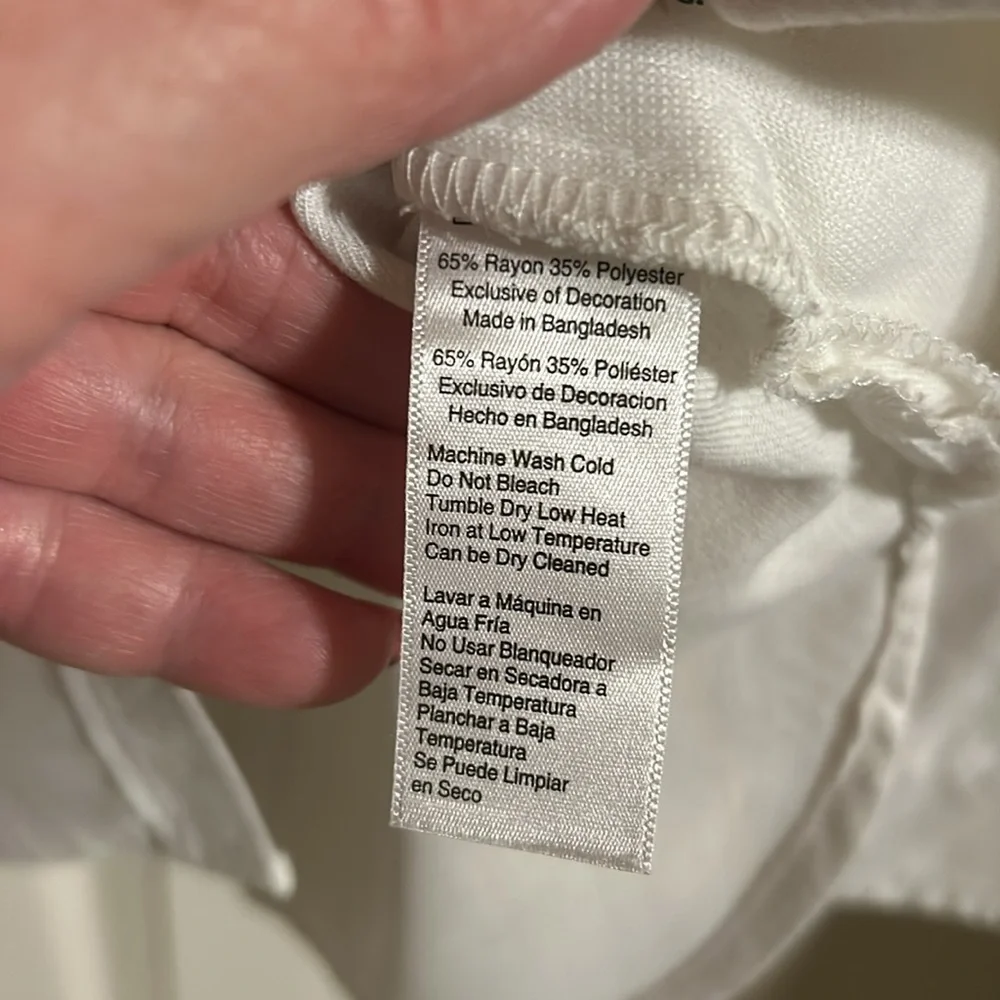 65% Rayon 35% Polyester
Exclusive of Decoration
Made in Bangladesh
65% Rayón 35% Poliéster
Exclusivo de Decoracion
Hecho en Bangladesh
Machine Wash Cold
Do Not Bleach
Tumble Dry Low Heat
Iron at Low Temperature
Can be Dry Cleaned
Lavar a Máquina en
Agua Fría
No Usar Blanqueador
Secar en Secadora a
Baja Temperatura
Planchar a Baja
Temperatura
Se Puede Limpiar
en Seco